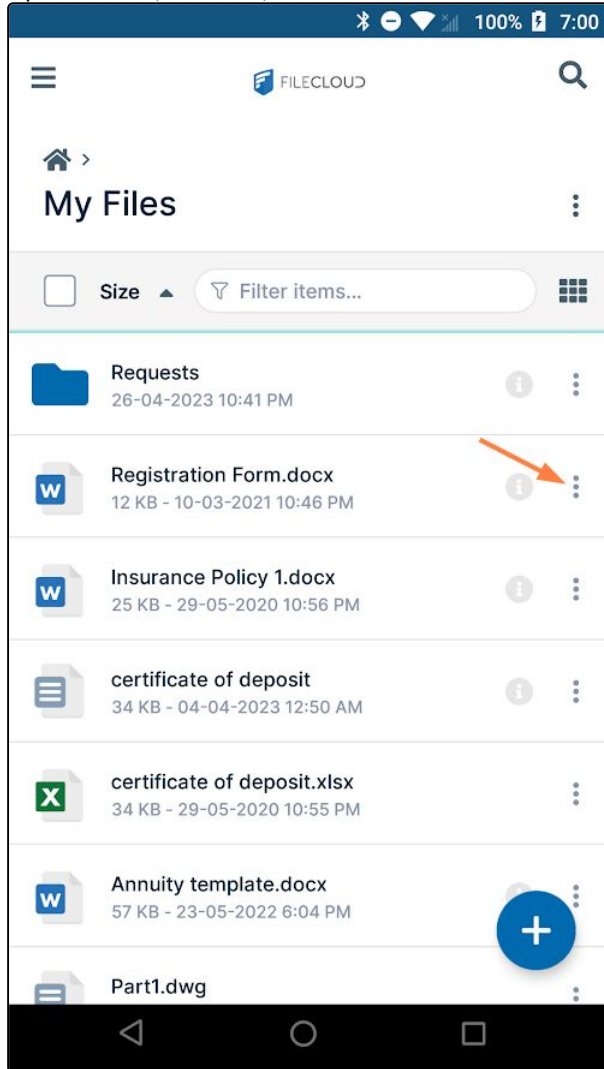 100% 7:00
FILECLOUD
>
My Files
Size Filter items...
Requests
26-04-2023 10:41 PM
Registration Form.docx
12 KB - 10-03-2021 10:46 PM
Insurance Policy 1.docx
25 KB - 29-05-2020 10:56 PM
certificate of deposit
34 KB - 04-04-2023 12:50 AM
certificate of deposit.xlsx
34 KB - 29-05-2020 10:55 PM
Annuity template.docx
57 KB - 23-05-2022 6:04 PM
Part1.dwg